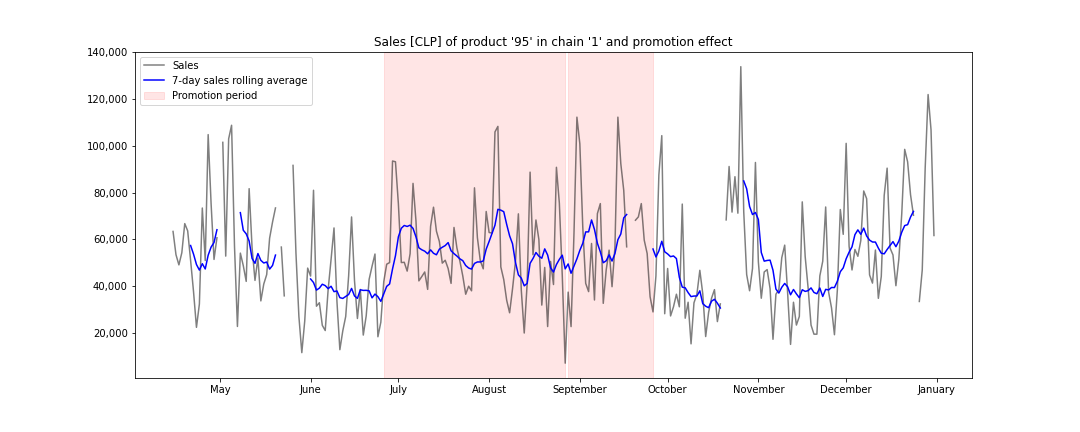 Sales [CLP] of product '95' in chain '1' and promotion effect
140,000
120,000
100,000
80,000
60,000
40,000
20,000
Sales
7-day sales rolling average
Promotion period
May
June
July
August
September
October
November
December
January